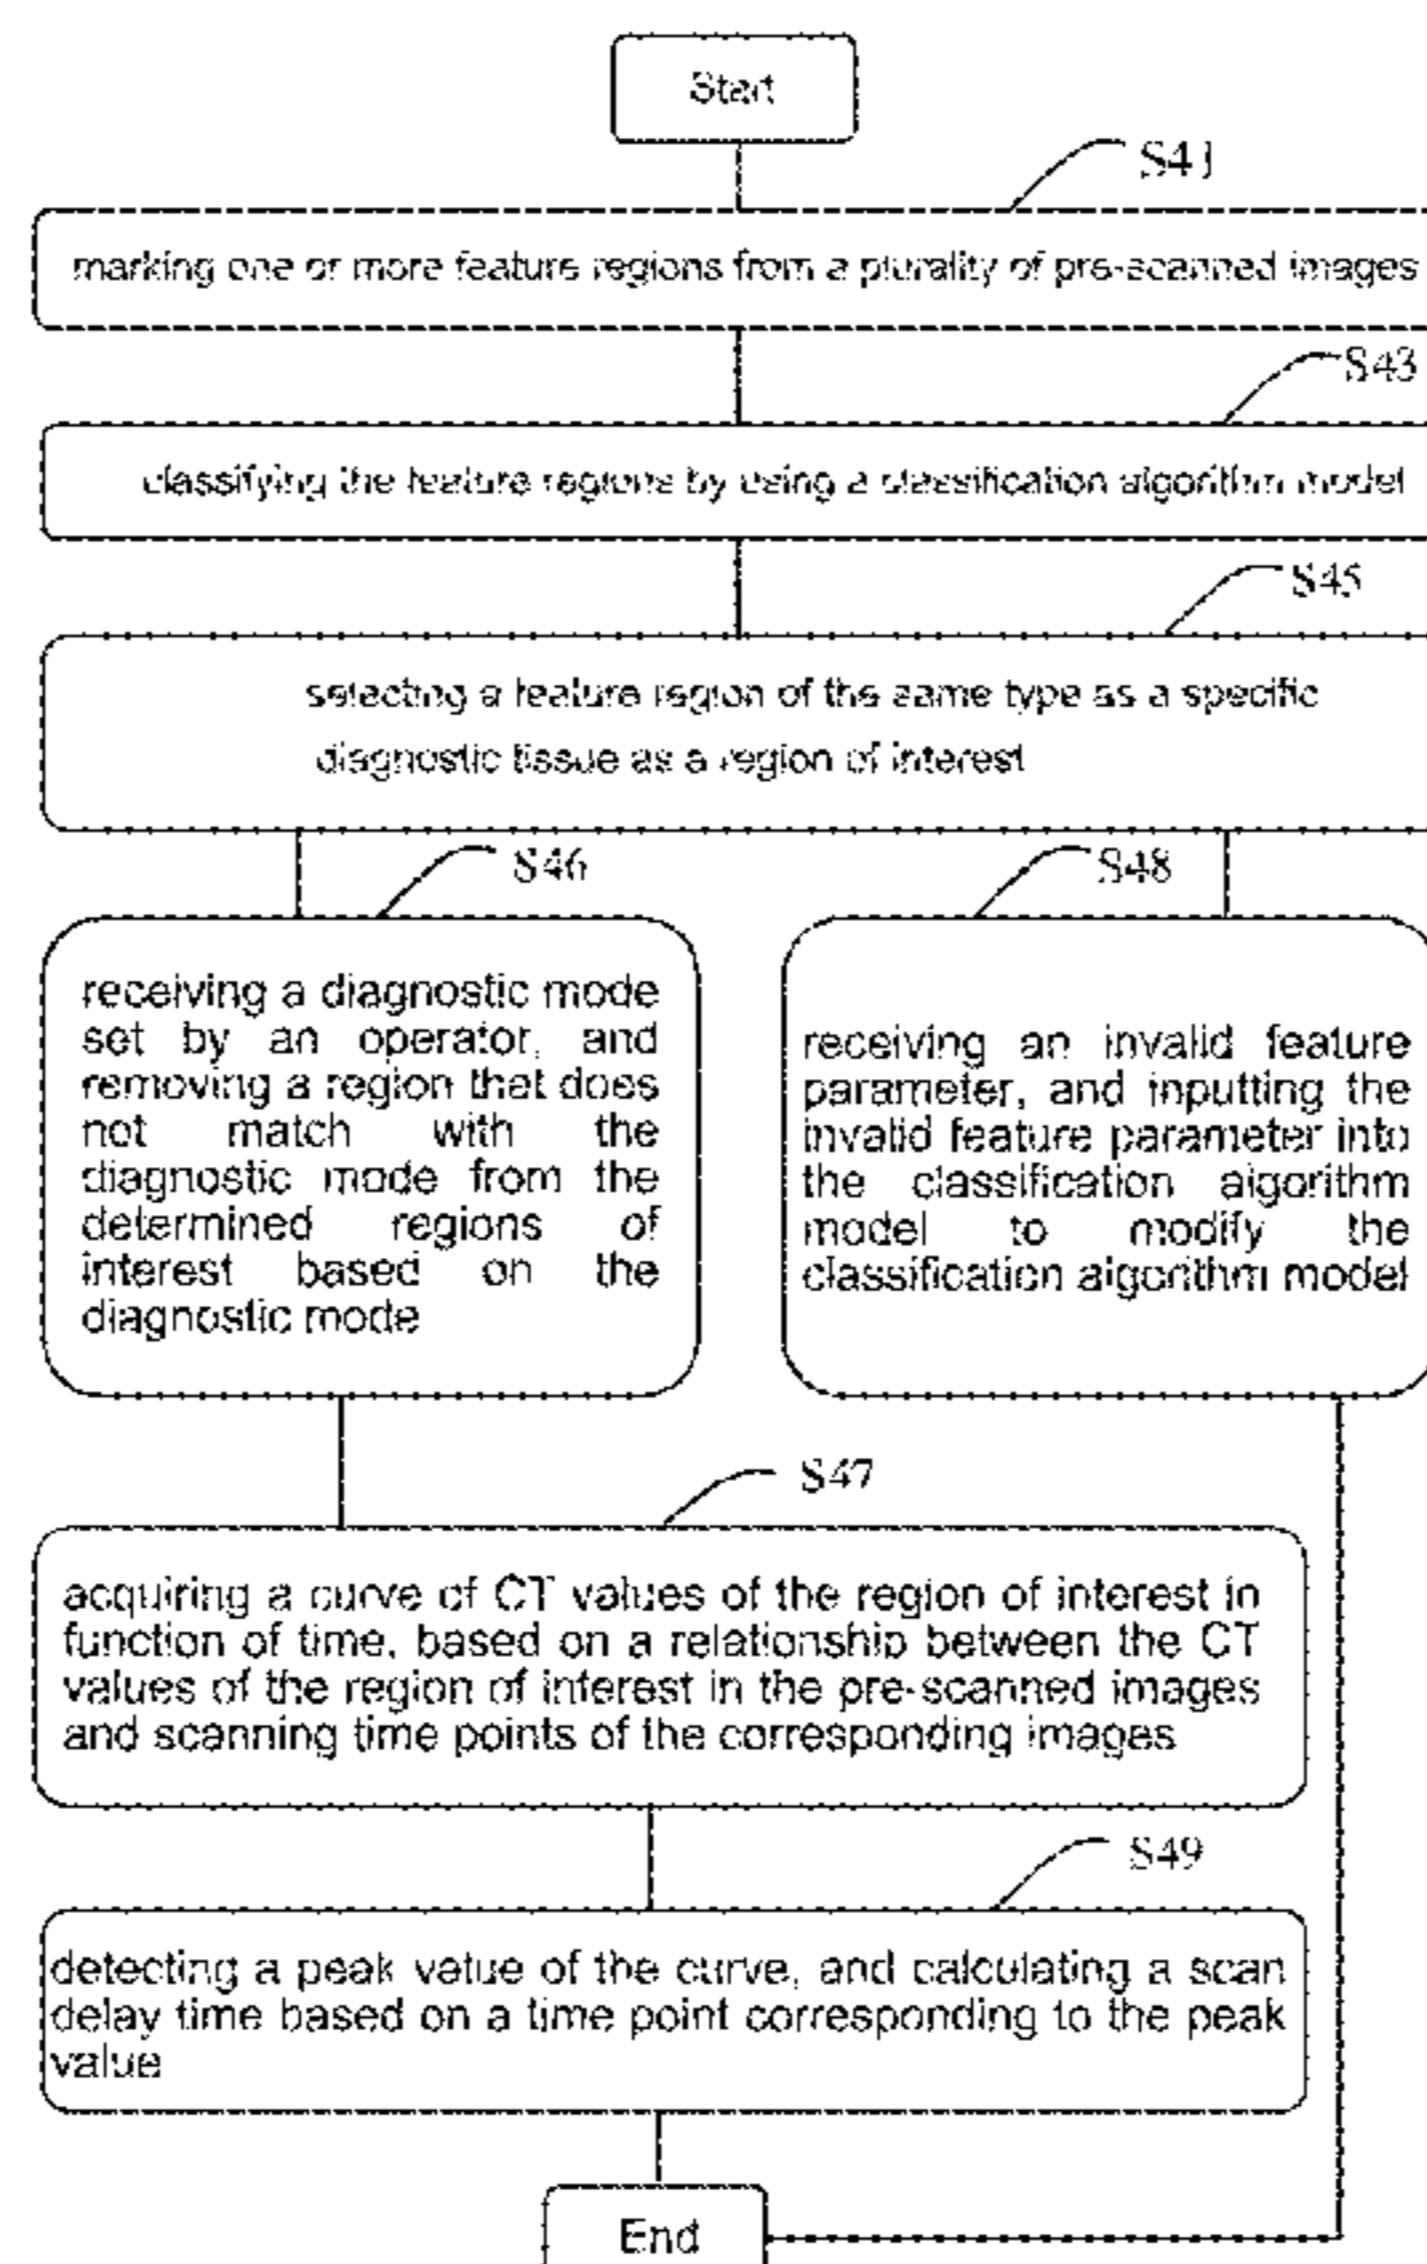 Start
S41
marking one or more feature regions from a plurality of pre-scanned images
S43
classifying the feature regions by using a classification algorithm model
S45
selecting a feature region of the same type as a specific
diagnostic tissue as a region of interest
S46
receiving a diagnostic mode
set by an operator, and
removing a region that does
not match with the
diagnostic mode from the
determined regions of
interest based on the
diagnostic mode
S48
receiving an invalid feature
parameter, and inputting the
invalid feature parameter into
the classification algorithm
model to modify the
classification algorithm model
S47
acquiring a curve of CT values of the region of interest in
function of time, based on a relationship between the CT
values of the region of interest in the pre-scanned images
and scanning time points of the corresponding images
S49
detecting a peak value of the curve, and calculating a scan
delay time based on a time point corresponding to the peak
value
End